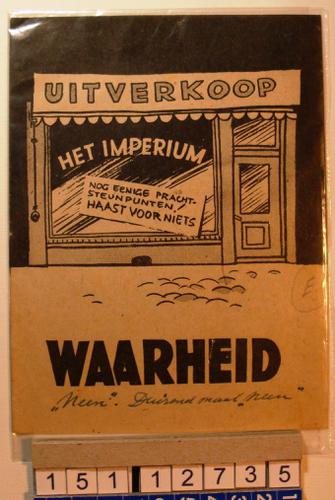 UITVERKOOP
HET IMPERIUM
NOG EENIGE PRACHT-
STEUNPUNTEN,
HAAST VOOR NIETS
WAARHEID
"Neen". Duizend maal "Neen"
151 12735